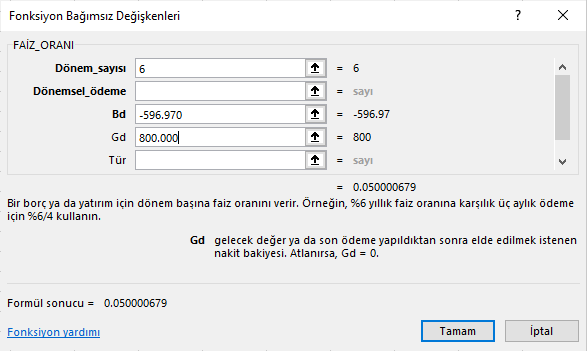 Fonksiyon Bağımsız Değişkenleri ? ×
FAİZ_ORANI
Dönem_sayısı 6 = 6
Dönemsel_ödeme = sayı
Bd -596.970 = -596.97
Gd 800.000 = 800
Tür = sayı
= 0.050000679
Bir borç ya da yatırım için dönem başına faiz oranını verir. Örneğin, %6 yıllık faiz oranına karşılık üç aylık ödeme
için %6/4 kullanın.
Gd gelecek değer ya da son ödeme yapıldıktan sonra elde edilmek istenen
nakit bakiyesi. Atlanırsa, Gd = 0.
Formül sonucu = 0.050000679
Fonksiyon yardımı Tamam İptal